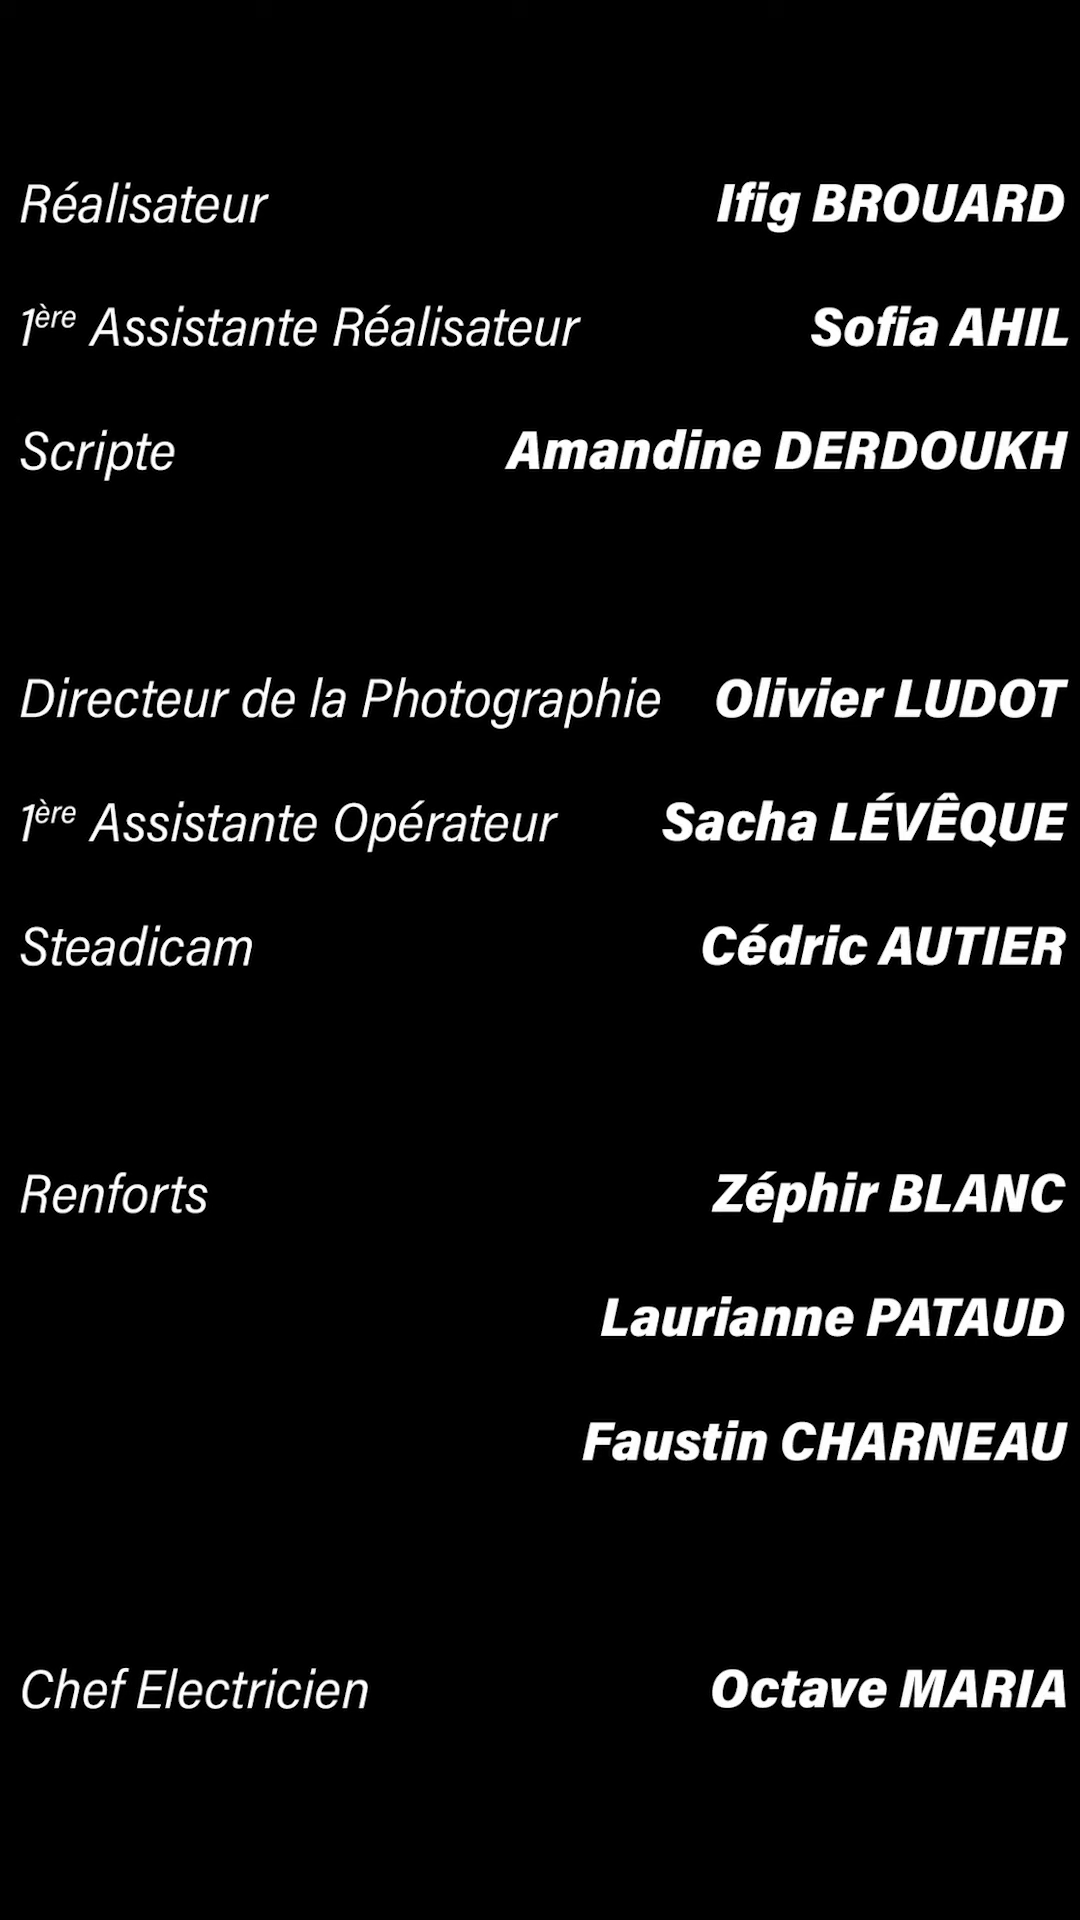 Réalisateur Ifig BROUARD
1ère Assistante Réalisateur Sofia AHIL
Scripte Amandine DERDOUKH
Directeur de la Photographie Olivier LUDOT
1ère Assistante Opérateur Sacha LÉVÊQUE
Steadicam Cédric AUTIER
Renforts Zéphir BLANC
Laurianne PATAUD
Faustin CHARNEAU
Chef Electricien Octave MARIA